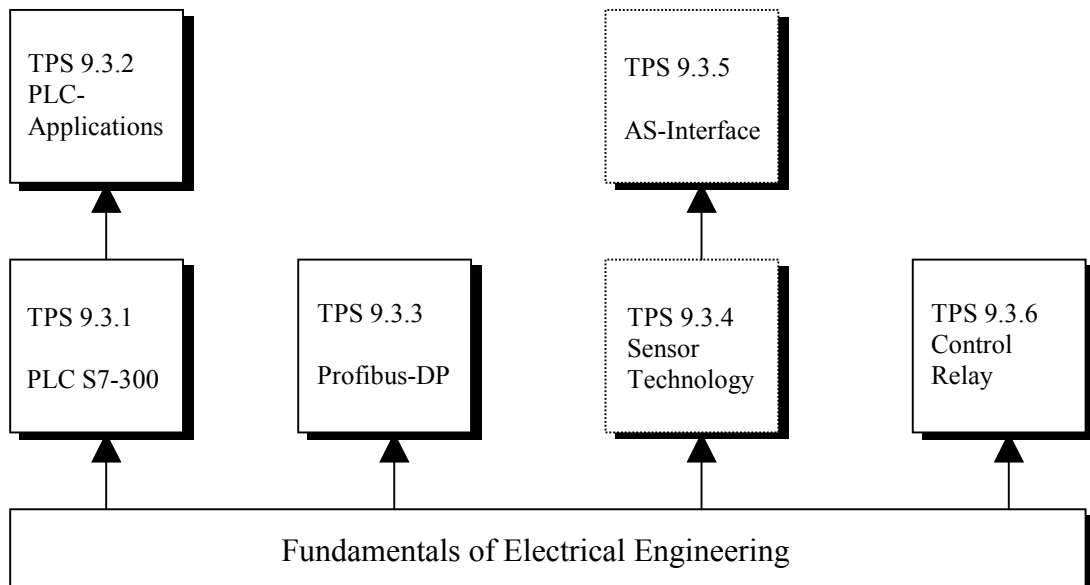 TPS 9.3.2
PLC-
Applications
TPS 9.3.5
AS-Interface
TPS 9.3.1
PLC S7-300
TPS 9.3.3
Profibus-DP
TPS 9.3.4
Sensor
Technology
TPS 9.3.6
Control
Relay
Fundamentals of Electrical Engineering